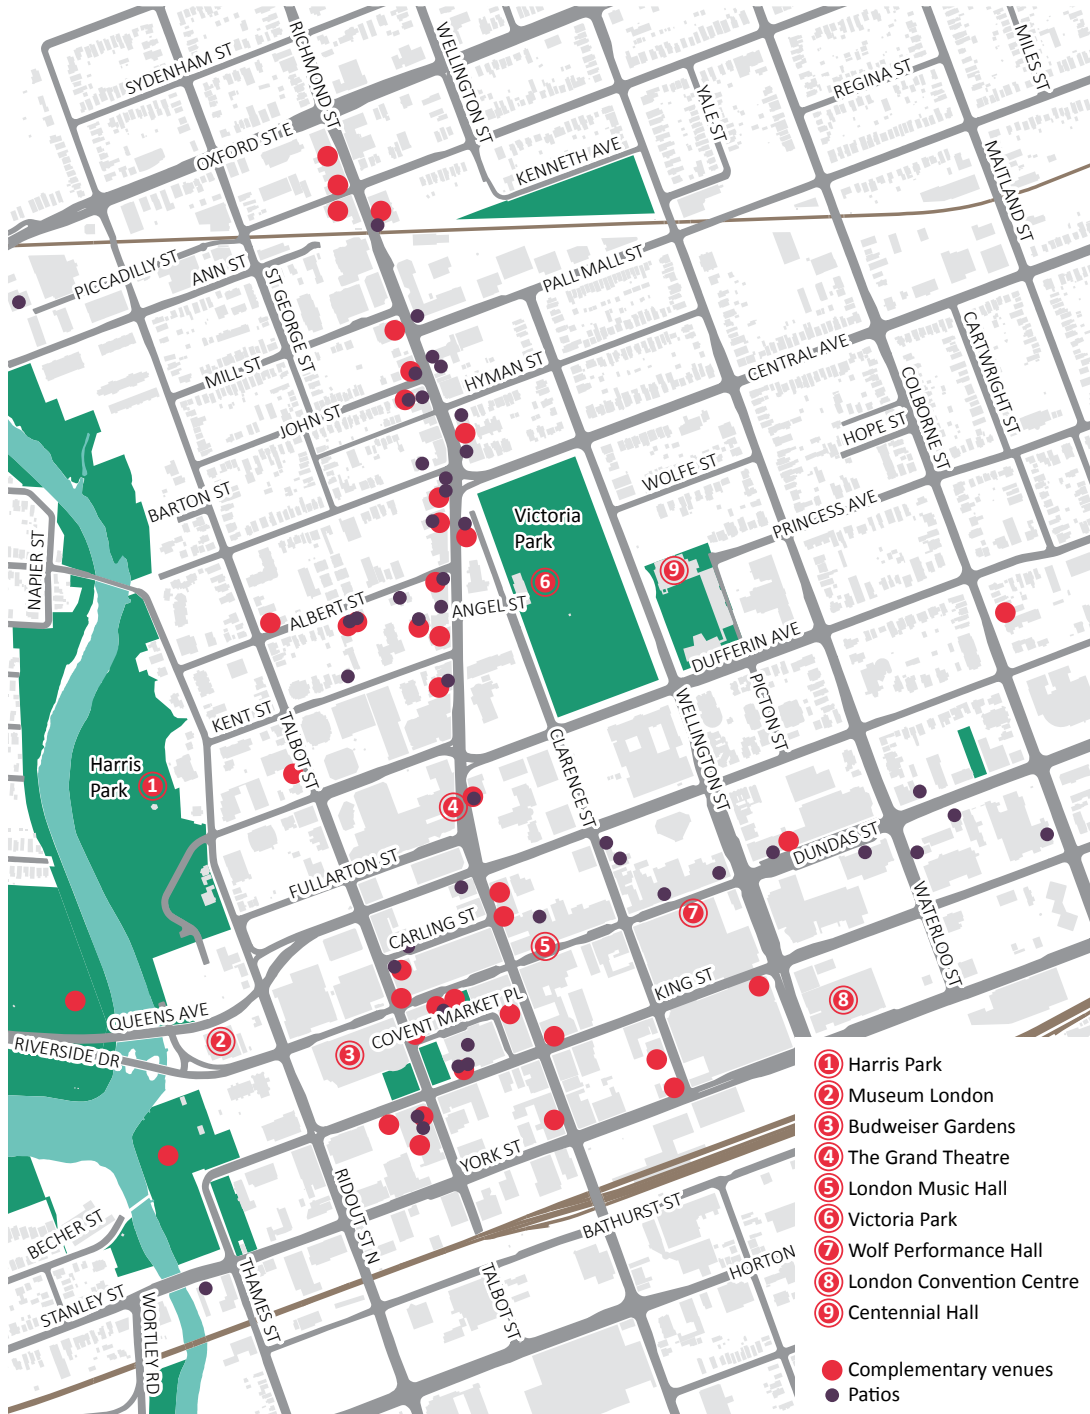 SYDENHAM ST
RICHMOND ST
WELLINGTON ST
MILES ST
REGINA ST
YALE ST
OXFORD ST E
KENNETH AVE
MAITLAND ST
PICCADILLY ST
ANN ST
ST GEORGE ST
PALL MALL ST
CARTWRIGHT ST
CENTRAL AVE
MILL ST
HYMAN ST
COLBORNE ST
JOHN ST
HOPE ST
WOLFE ST
BARTON ST
PRINCESS AVE
Victoria
Park
NAPIER ST
9
6
ALBERT ST
ANGEL ST
DUFFERIN AVE
PICTON ST
KENT ST
TALBOT ST
WELLINGTON ST
CLARENCE ST
Harris
Park
1
4
DUNDAS ST
FULLARTON ST
WATERLOO ST
7
CARLING ST
5
KING ST
8
COVENT MARKET PL
QUEENS AVE
2
3
RIVERSIDE DR
YORK ST
RIDOUT ST N
BECHER ST
BATHURST ST
THAMES ST
HORTON
STANLEY ST
WORTLEY RD
TALBOT ST
1 Harris Park
2 Museum London
3 Budweiser Gardens
4 The Grand Theatre
5 London Music Hall
6 Victoria Park
7 Wolf Performance Hall
8 London Convention Centre
9 Centennial Hall
Complementary venues
Patios